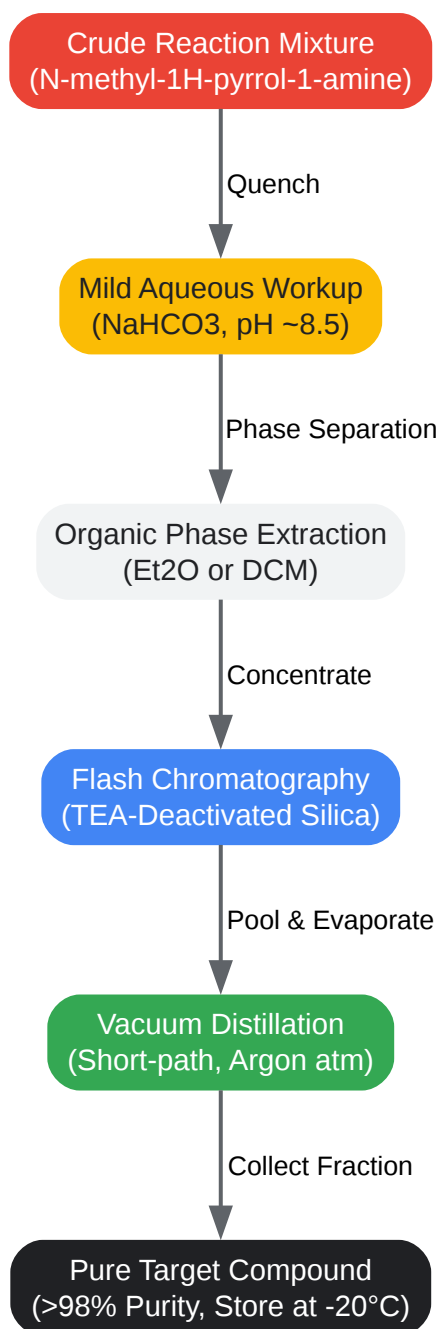 Crude Reaction Mixture
(N-methyl-1H-pyrrol-1-amine)
Quench
Mild Aqueous Workup
(NaHCO3, pH ~8.5)
Phase Separation
Organic Phase Extraction
(Et2O or DCM)
Concentrate
Flash Chromatography
(TEA-Deactivated Silica)
Pool & Evaporate
Vacuum Distillation
(Short-path, Argon atm)
Collect Fraction
Pure Target Compound
(>98% Purity, Store at -20°C)